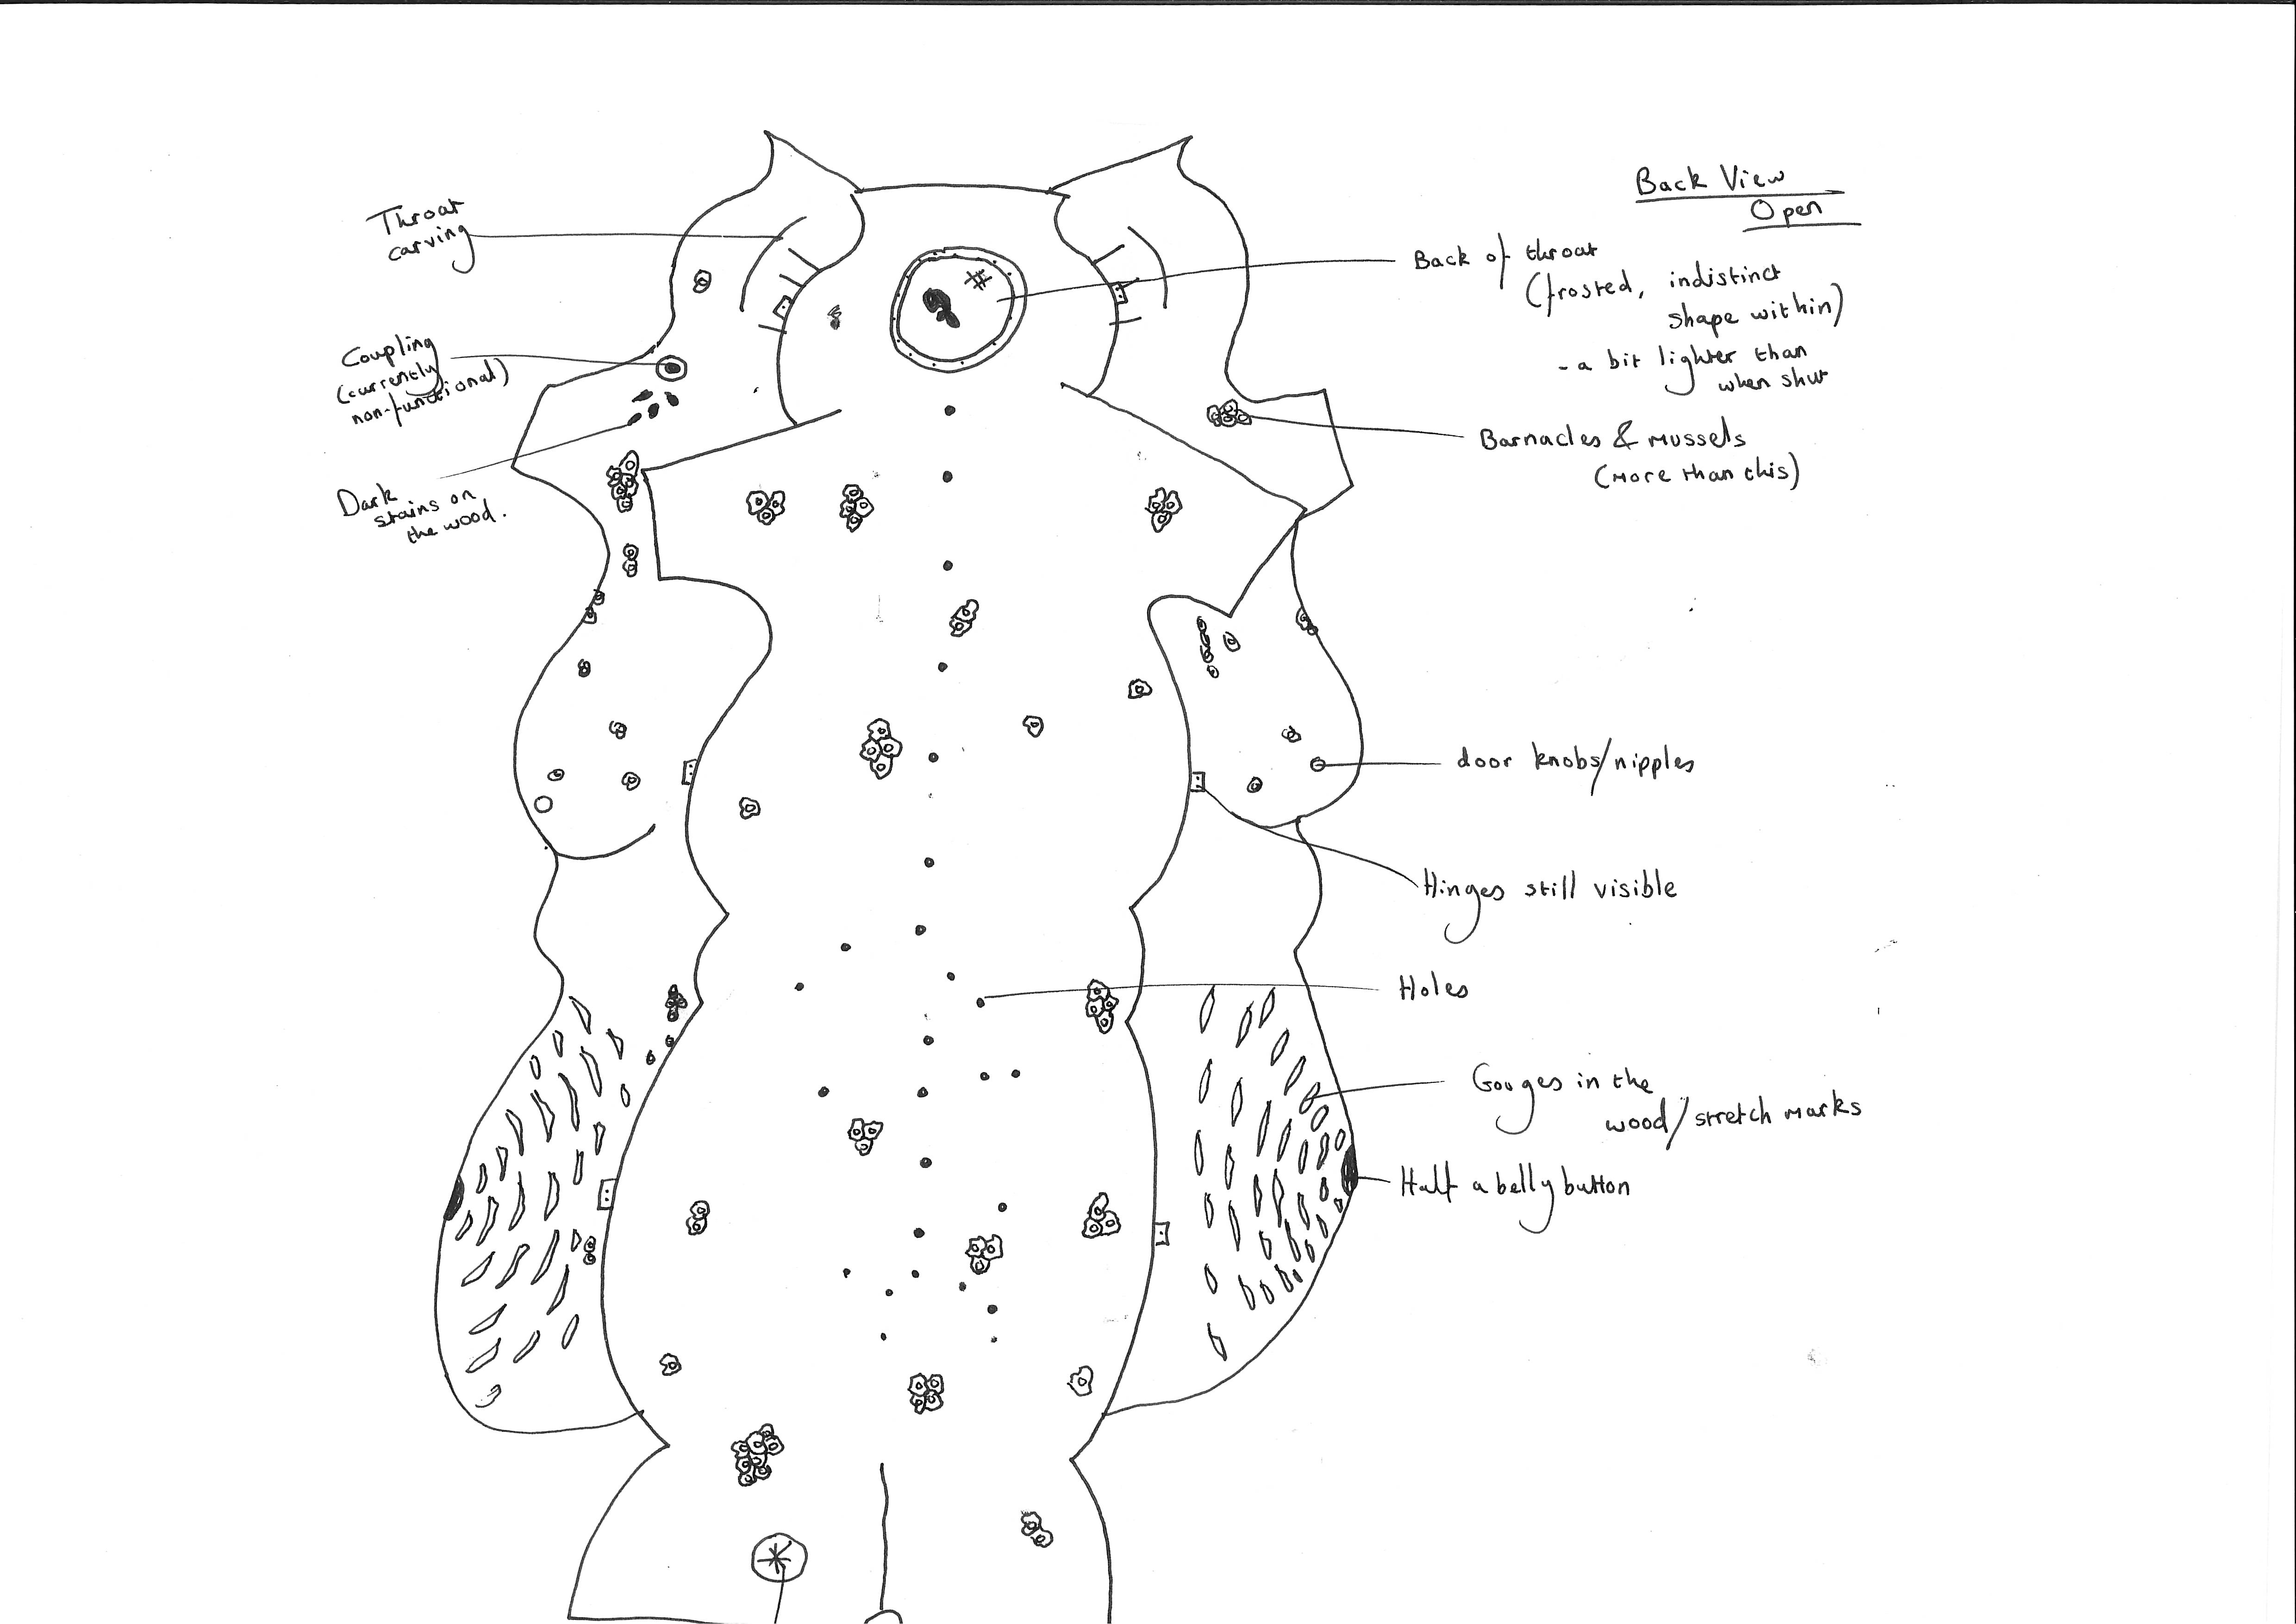 Back View
Open
Throat
carving
Back of throat
(frosted, indistinct
shape within)
- a bit lighter than
when shut
Coupling
(currently
non-functional)
Barnacles & mussels
(more than this)
Dark
stains on
the wood.
door knobs/nipples
Hinges still visible
Holes
Gouges in the
wood/stretch marks
Half a belly button